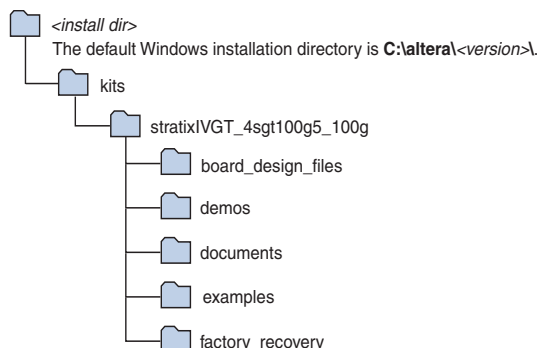 <install dir>
The default Windows installation directory is C:\altera\<version>\.
kits
stratixIVGT_4sgt100g5_100g
board_design_files
demos
documents
examples
factory_recovery